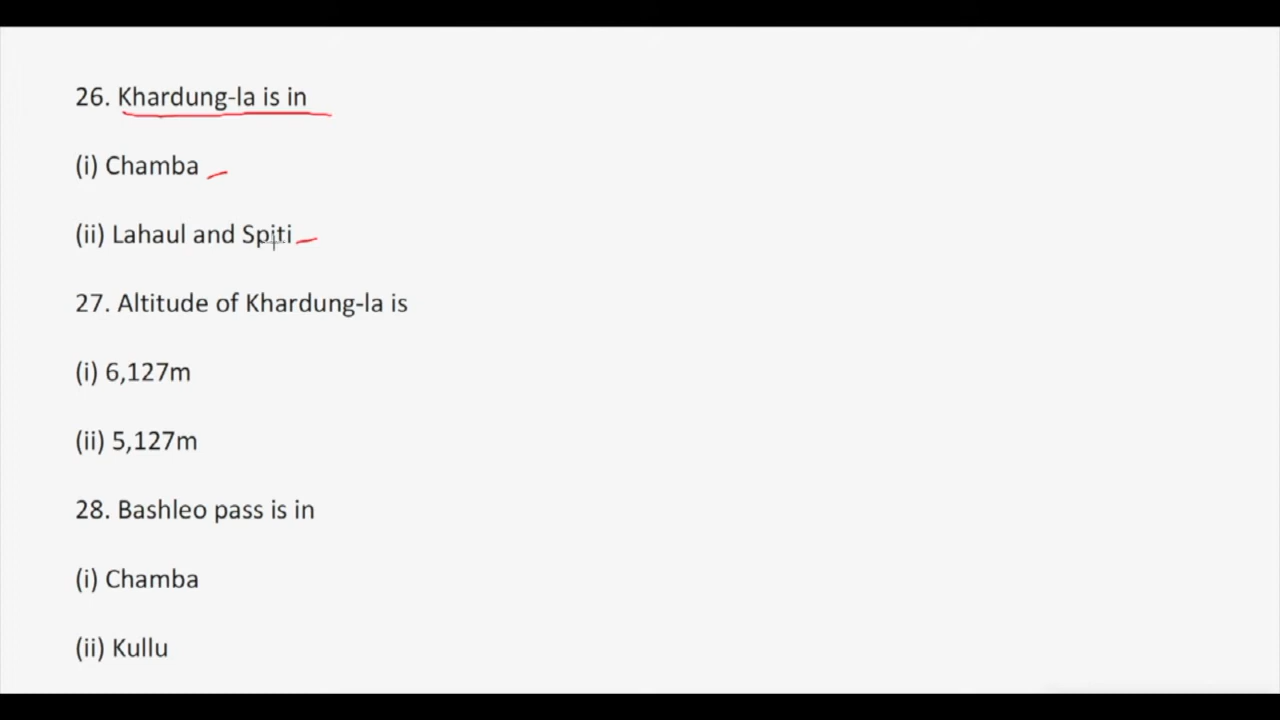 26. Khardung-la is in
(i) Chamba
(ii) Lahaul and Spiti
27. Altitude of Khardung-la is
(i) 6,127m
(ii) 5,127m
28. Bashleo pass is in
(i) Chamba
(ii) Kullu